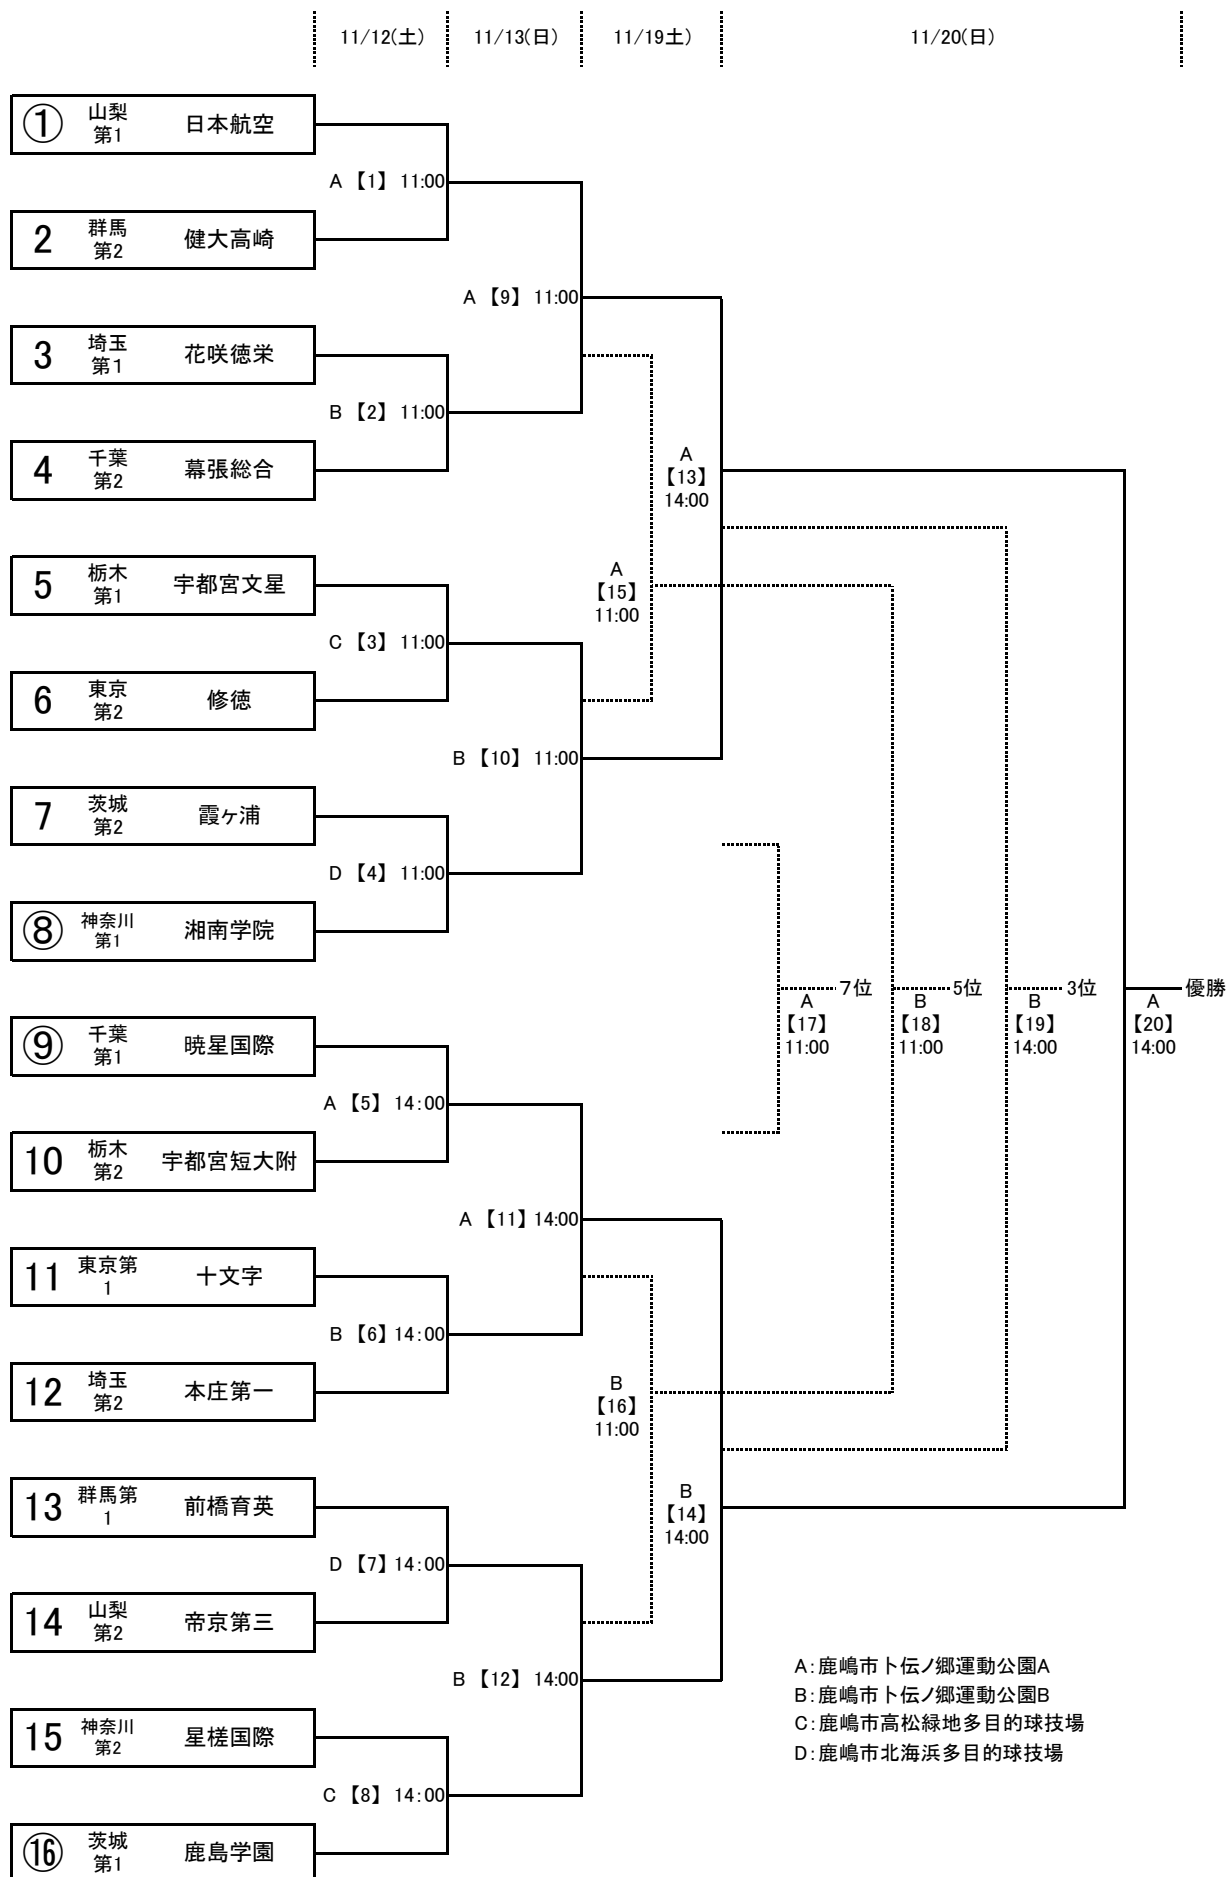 11/12(土) 11/13(日) 11/19土) 11/20(日)
① 山梨第1 日本航空
A 【1】 11:00
2 群馬第2 健大高崎
A 【9】 11:00
3 埼玉第1 花咲徳栄
B 【2】 11:00
4 千葉第2 幕張総合
A
【13】
14:00
5 栃木第1 宇都宮文星
A
【15】
11:00
C 【3】 11:00
6 東京第2 修徳
B 【10】 11:00
7 茨城第2 霞ヶ浦
D 【4】 11:00
⑧ 神奈川第1 湘南学院
7位 5位 3位 優勝
A B B A
【17】 【18】 【19】 【20】
11:00 11:00 14:00 14:00
⑨ 千葉第1 暁星国際
A 【5】 14:00
10 栃木第2 宇都宮短大附
A 【11】 14:00
11 東京第1 十文字
B 【6】 14:00
12 埼玉第2 本庄第一
B
【16】
11:00
13 群馬第1 前橋育英
B
【14】
14:00
D 【7】 14:00
14 山梨第2 帝京第三
B 【12】 14:00
15 神奈川第2 星槎国際
C 【8】 14:00
⑯ 茨城第1 鹿島学園
A:鹿嶋市卜伝ノ郷運動公園A
B:鹿嶋市卜伝ノ郷運動公園B
C:鹿嶋市高松緑地多目的球技場
D:鹿嶋市北海浜多目的球技場